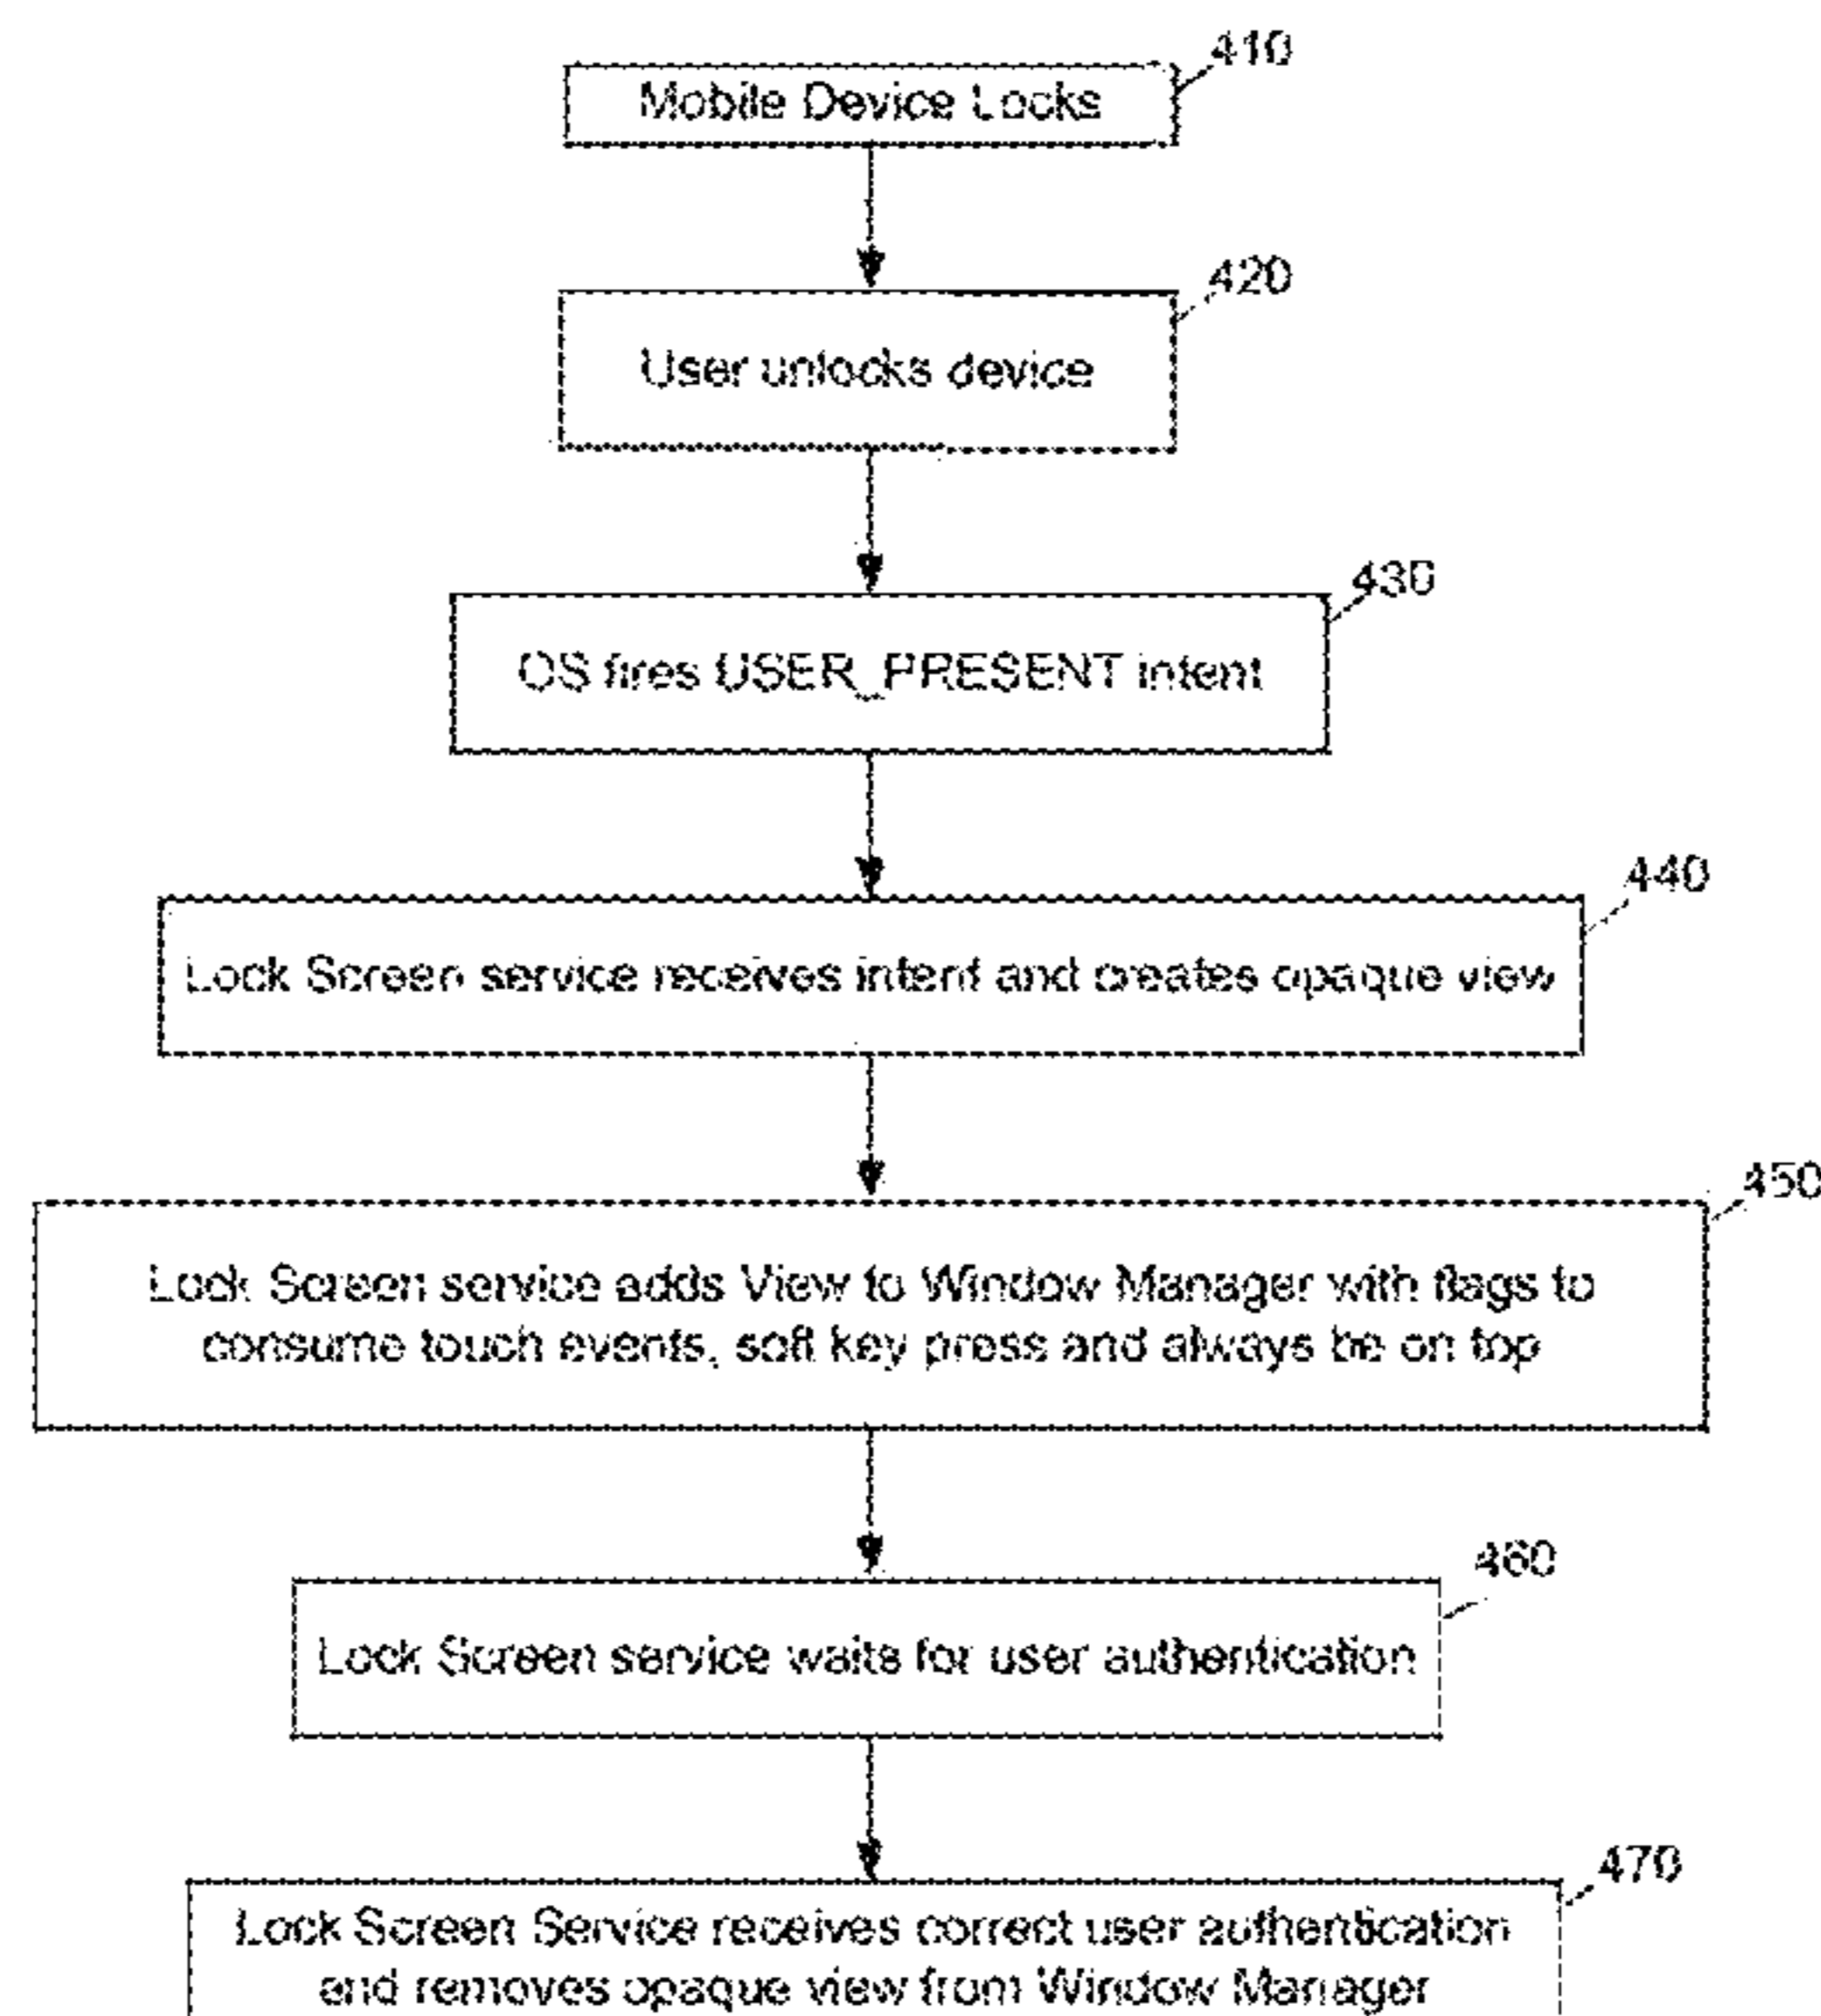 410
Mobile Device Locks
420
User unlocks device
430
OS fires USER_PRESENT intent
440
Lock Screen service receives intent and creates opaque view
450
Lock Screen service adds View to Window Manager with flags to
consume touch events, soft key press and always be on top
460
Lock Screen service waits for user authentication
470
Lock Screen Service receives correct user authentication
and removes opaque view from Window Manager